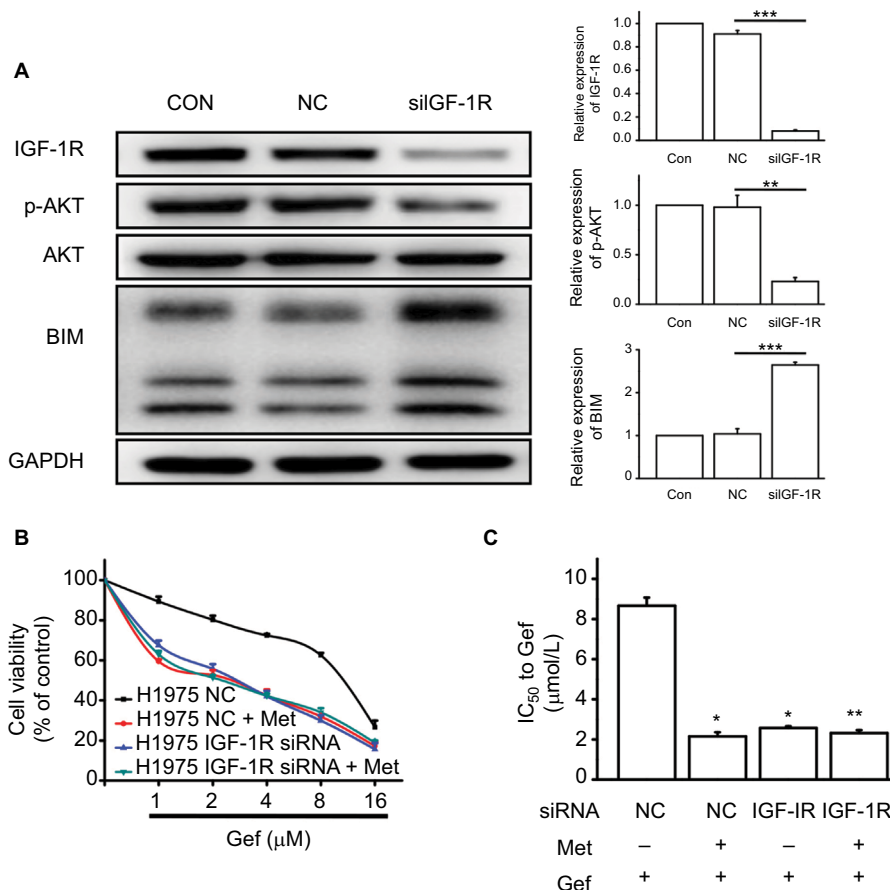 A
CON NC siIGF-1R
IGF-1R
p-AKT
AKT
BIM
GAPDH
Relative expression
of IGF-1R
1.0
0.8
0.6
0.4
0.2
0.0
***
Con NC siIGF-1R
Relative expression
of p-AKT
1.0
0.5
0.0
**
Con NC siIGF-1R
Relative expression
of BIM
3
2
1
0
***
Con NC siIGF-1R
B
Cell viability
(% of control)
100
80
60
40
20
0
H1975 NC
H1975 NC + Met
H1975 IGF-1R siRNA
H1975 IGF-1R siRNA + Met
1 2 4 8 16
Gef (μM)
C
IC50 to Gef
(μmol/L)
10
8
6
4
2
0
* * **
siRNA NC NC IGF-IR IGF-1R
Met – + – +
Gef + + + +